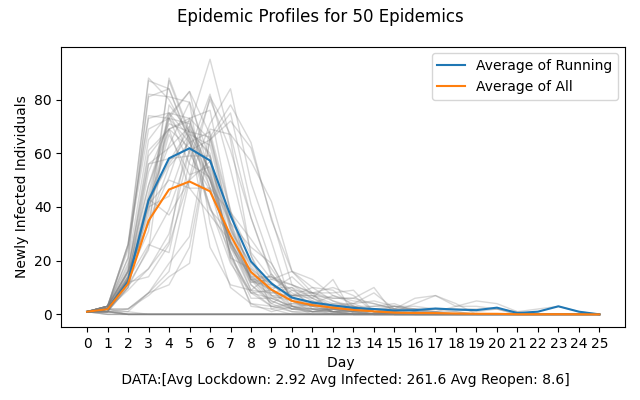 Epidemic Profiles for 50 Epidemics
Average of Running
Average of All
Newly Infected Individuals
80
60
40
20
0
0 1 2 3 4 5 6 7 8 9 10 11 12 13 14 15 16 17 18 19 20 21 22 23 24 25
Day
DATA:[Avg Lockdown: 2.92 Avg Infected: 261.6 Avg Reopen: 8.6]